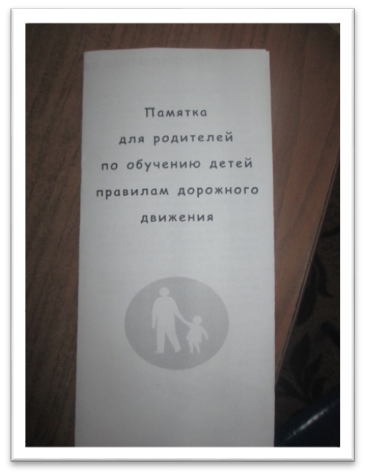 Памятка
для родителей
по обучению детей
правилам дорожного
движения